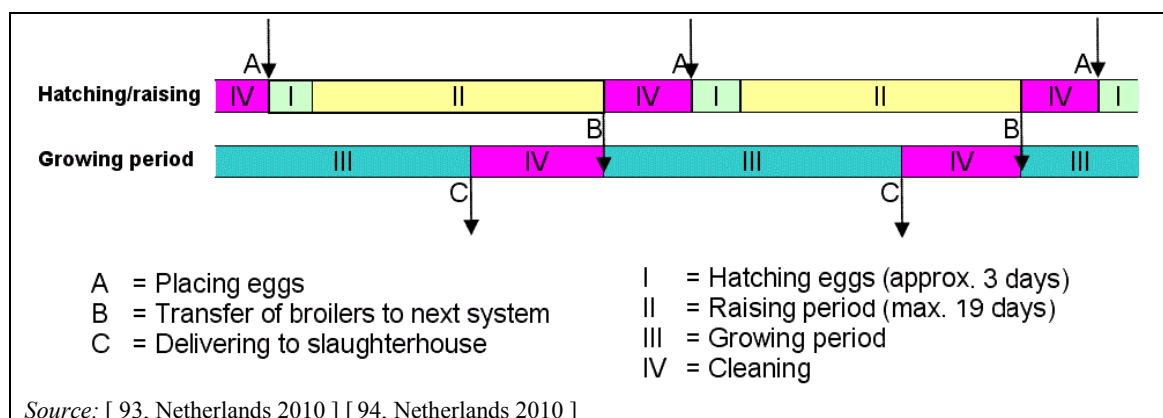 A A A
Hatching/raising IV I II IV I II IV I
B B
Growing period III IV III IV III
C C
A = Placing eggs
B = Transfer of broilers to next system
C = Delivering to slaughterhouse
I = Hatching eggs (approx. 3 days)
II = Raising period (max. 19 days)
III = Growing period
IV = Cleaning
Source: [ 93, Netherlands 2010 ] [ 94, Netherlands 2010 ]